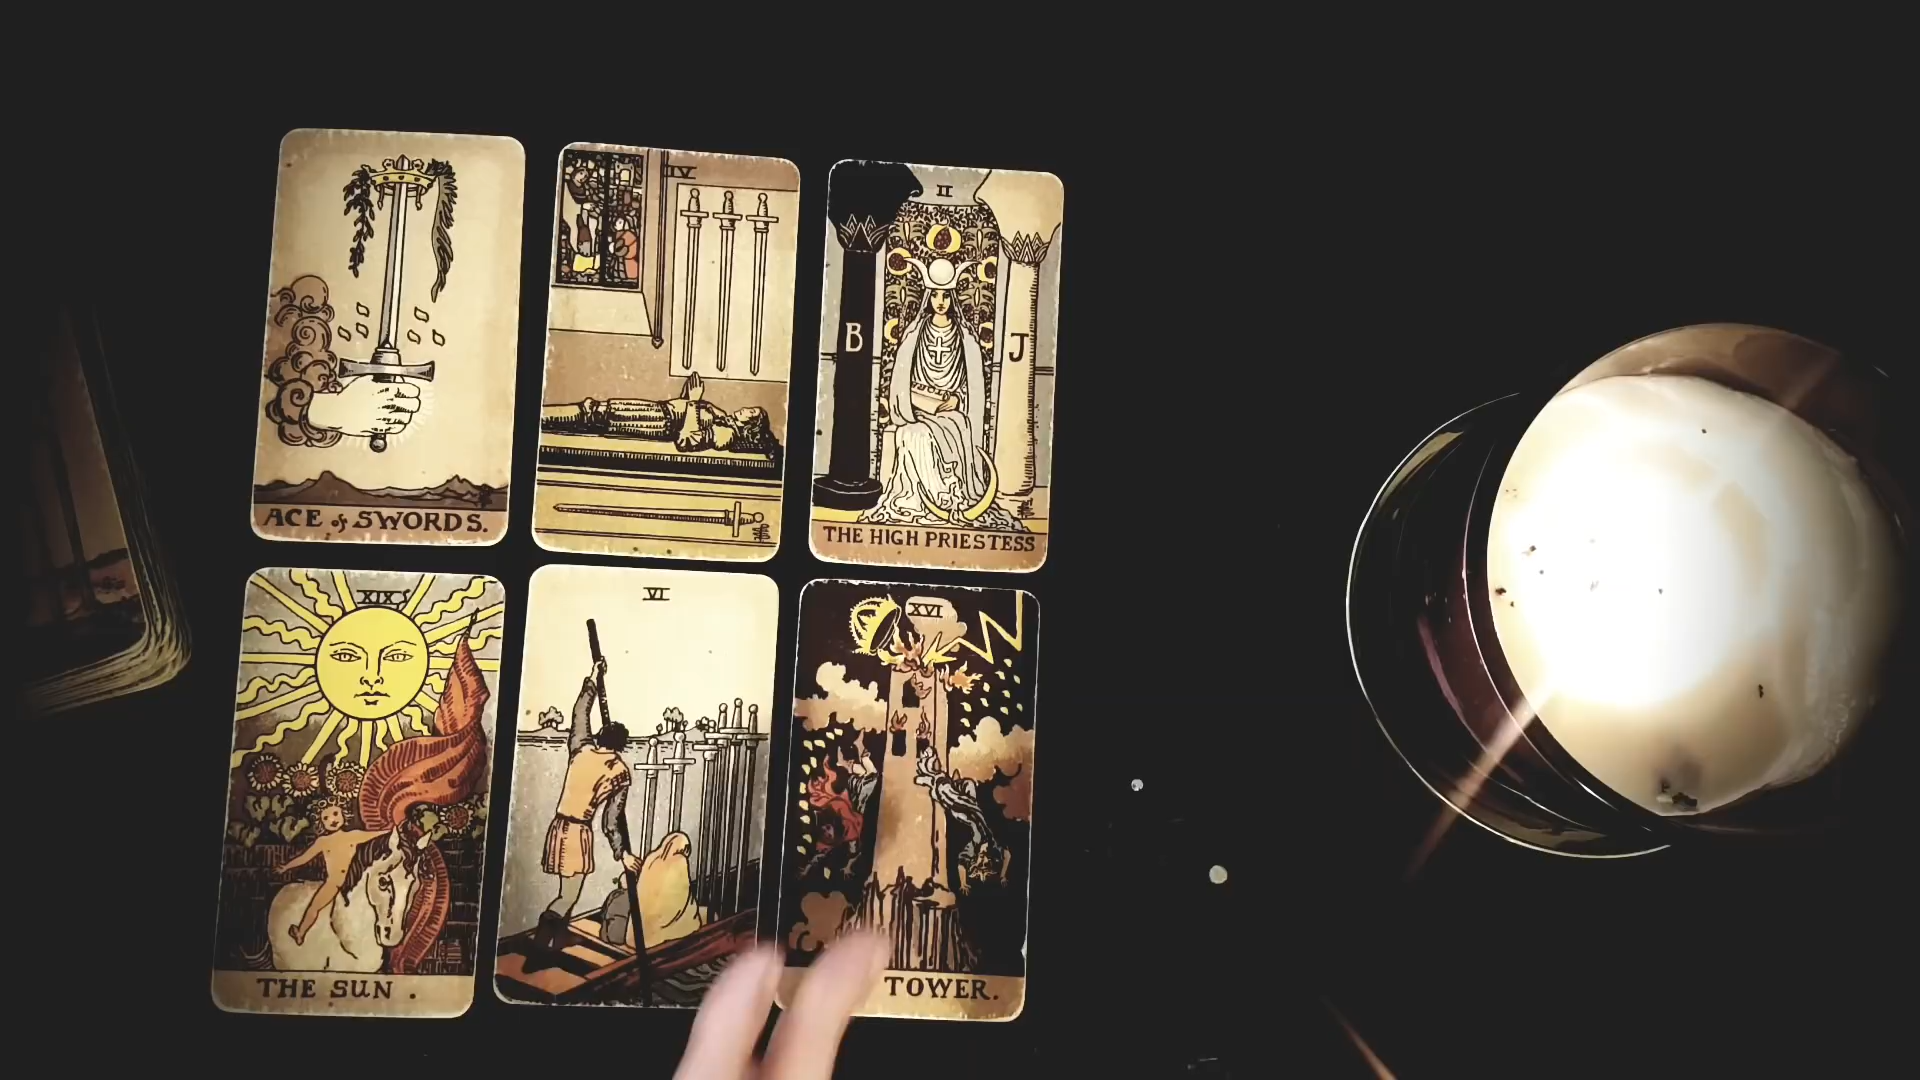 ACE of SWORDS.
IV
II
B
J
THE HIGH PRIESTESS
XIX
THE SUN .
VI
XVI
TOWER.